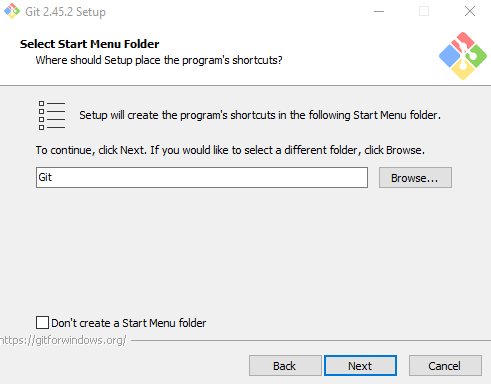 Git 2.45.2 Setup
Select Start Menu Folder
Where should Setup place the program's shortcuts?
Setup will create the program's shortcuts in the following Start Menu folder.
To continue, click Next. If you would like to select a different folder, click Browse.
Git
Browse...
Don't create a Start Menu folder
https://gitforwindows.org/
Back
Next
Cancel